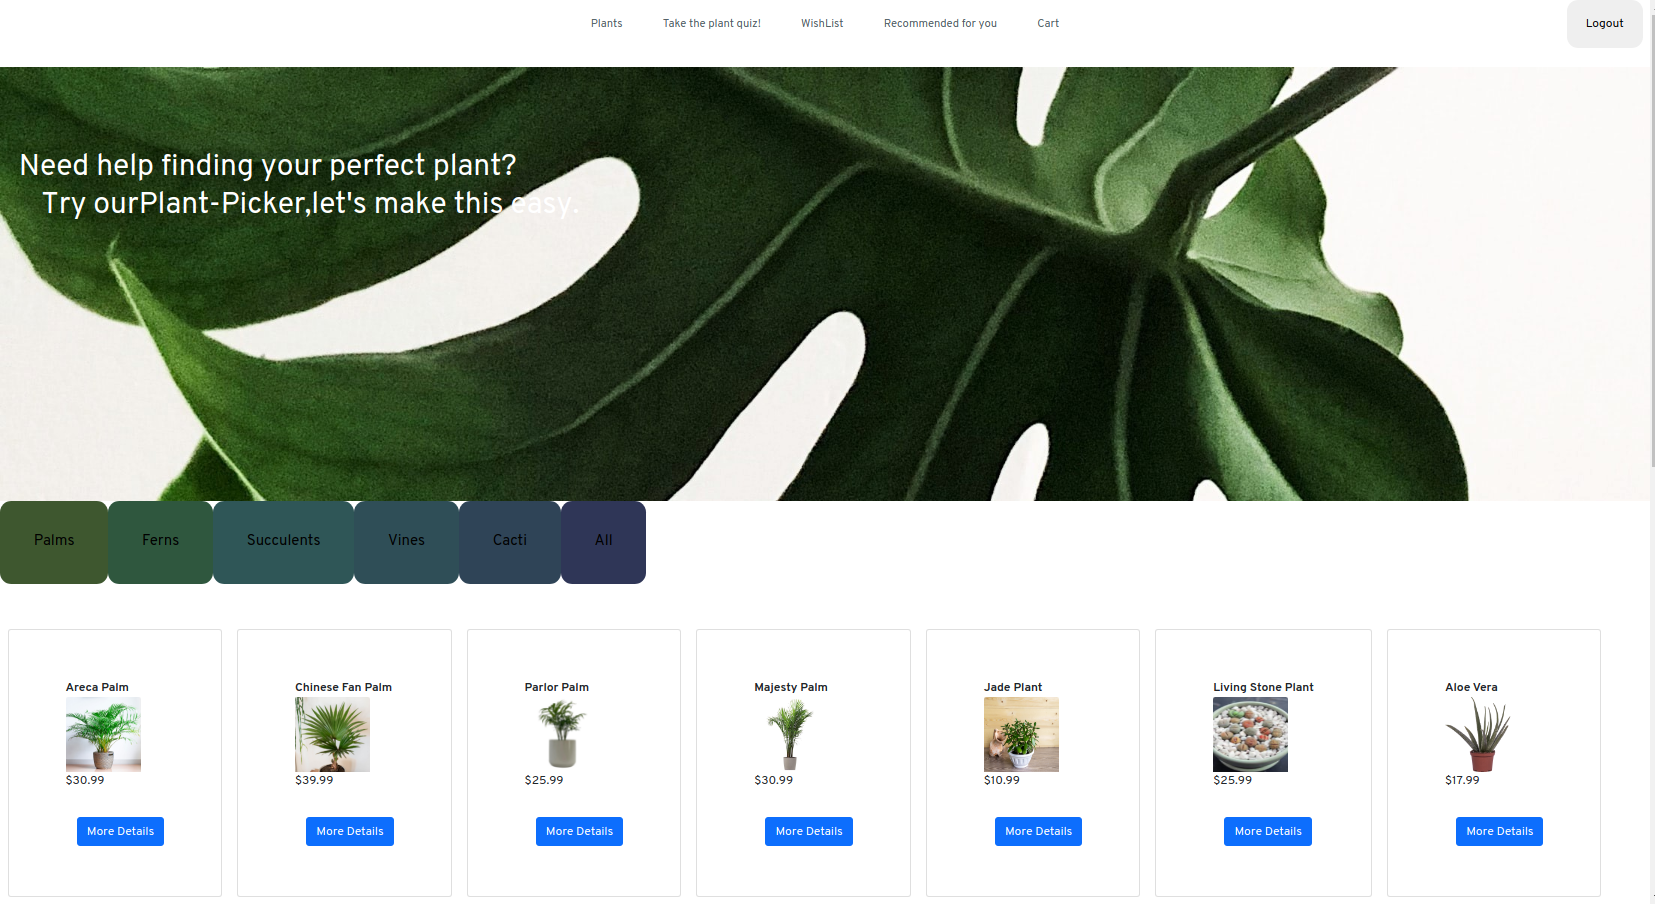 Plants Take the plant quiz! WishList Recommended for you Cart Logout
Need help finding your perfect plant?
Try ourPlant-Picker,let's make this easy.
Palms Ferns Succulents Vines Cacti All
Areca Palm Chinese Fan Palm Parlor Palm Majesty Palm Jade Plant Living Stone Plant Aloe Vera
$30.99 $39.99 $25.99 $30.99 $10.99 $25.99 $17.99
More Details More Details More Details More Details More Details More Details More Details